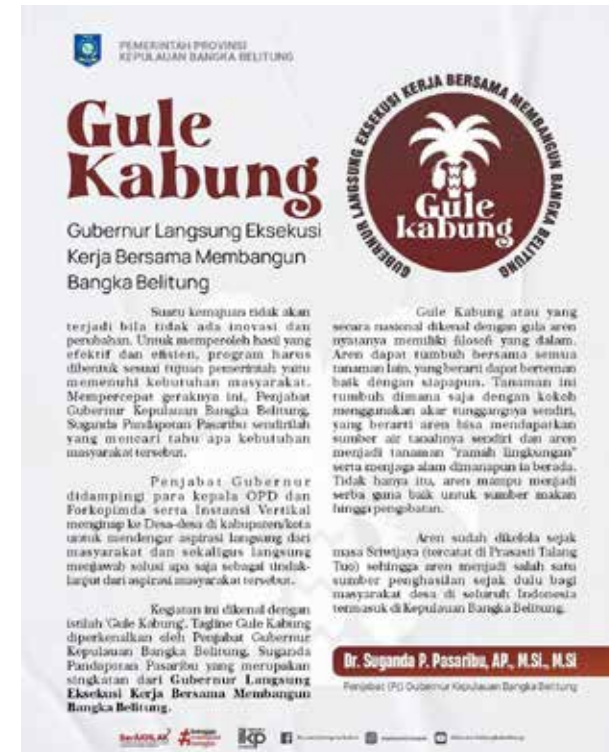 PEMERINTAH PROVINSI
KEPULAUAN BANGKA BELITUNG
Gule
Kabung
Gubernur Langsung Eksekusi
Kerja Bersama Membangun
Bangka Belitung
GUBERNUR LANGSUNG EKSEKUSI KERJA BERSAMA MEMBANGUN BANGKA BELITUNG
Gule
kabung
Suatu kemajuan tidak akan
terjadi bila tidak ada inovasi dan
perubahan. Untuk memperoleh hasil yang
efektif dan efisien, program harus
dibentuk sesuai tujuan pemerintah yaitu
memenuhi kebutuhan masyarakat.
Mempercepat geraknya ini, Penjabat
Gubernur Kepulauan Bangka Belitung,
Suganda Pandapotan Pasaribu sendirilah
yang mencari tahu apa kebutuhan
masyarakat tersebut.
Penjabat Gubernur
didampingi para kepala OPD dan
Forkopimda serta Instansi Vertikal
menginap ke Desa-desa di kabupaten/kota
untuk mendengar aspirasi langsung dari
masyarakat dan sekaligus langsung
menjawab solusi apa saja sebagai tindak-
lanjut dari aspirasi masyarakat tersebut.
Kegiatan ini dikenal dengan
istilah 'Gule Kabung'. Tagline Gule Kabung
diperkenalkan oleh Penjabat Gubernur
Kepulauan Bangka Belitung, Suganda
Pandapotan Pasaribu yang merupakan
singkatan dari Gubernur Langsung
Eksekusi Kerja Bersama Membangun
Bangka Belitung.
Gule Kabung atau yang
secara nasional dikenal dengan gula aren
nyatanya memiliki filosofi yang dalam.
Aren dapat tumbuh bersama semua
tanaman lain, yang berarti dapat berteman
baik dengan siapapun. Tanaman ini
tumbuh dimana saja dengan kokoh
menggunakan akar tunggangnya sendiri,
yang berarti aren bisa mendapatkan
sumber air tanahnya sendiri dan aren
menjadi tanaman "ramah lingkungan"
serta menjaga alam dimanapun ia berada.
Tidak hanya itu, aren mampu menjadi
serba guna baik untuk sumber makan
hingga pengobatan.
Aren sudah dikelola sejak
masa Sriwijaya (tercatat di Prasasti Talang
Tuo) sehingga aren menjadi salah satu
sumber penghasilan sejak dulu bagi
masyarakat desa di seluruh Indonesia
termasuk di Kepulauan Bangka Belitung.
Dr. Suganda P. Pasaribu, AP., M.Si., M.Si
Penjabat (Pj) Gubernur Kepulauan Bangka Belitung
BerAKHLAK